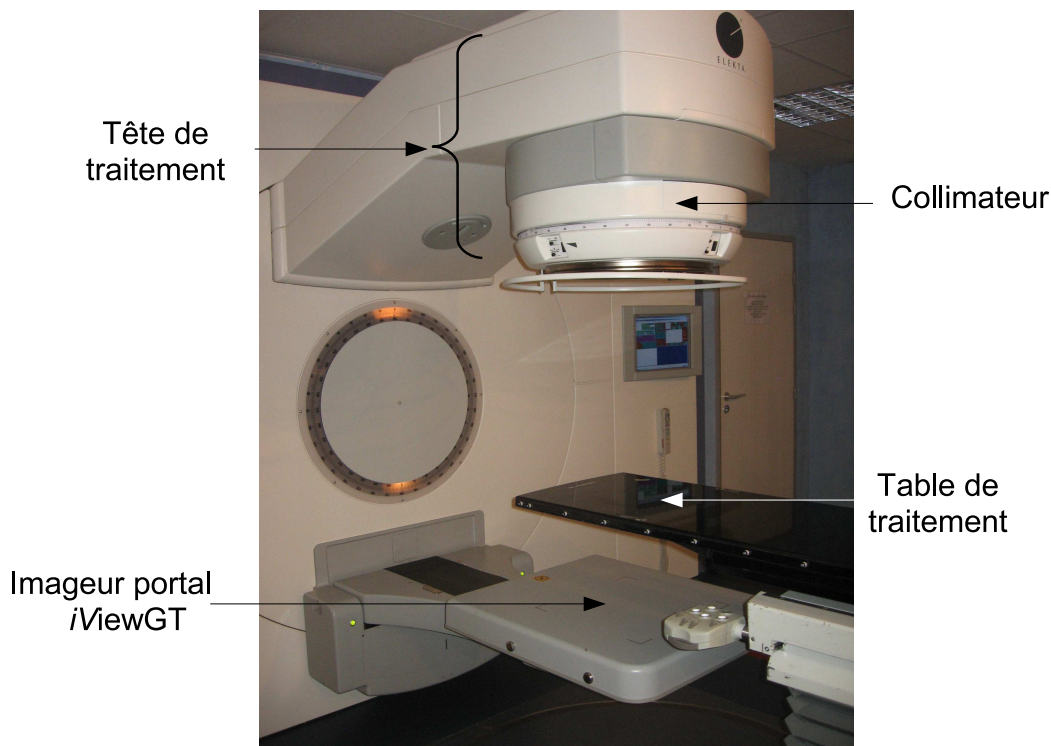 ELEKTA
Tête de
traitement
Collimateur
Table de
traitement
Imageur portal
iViewGT